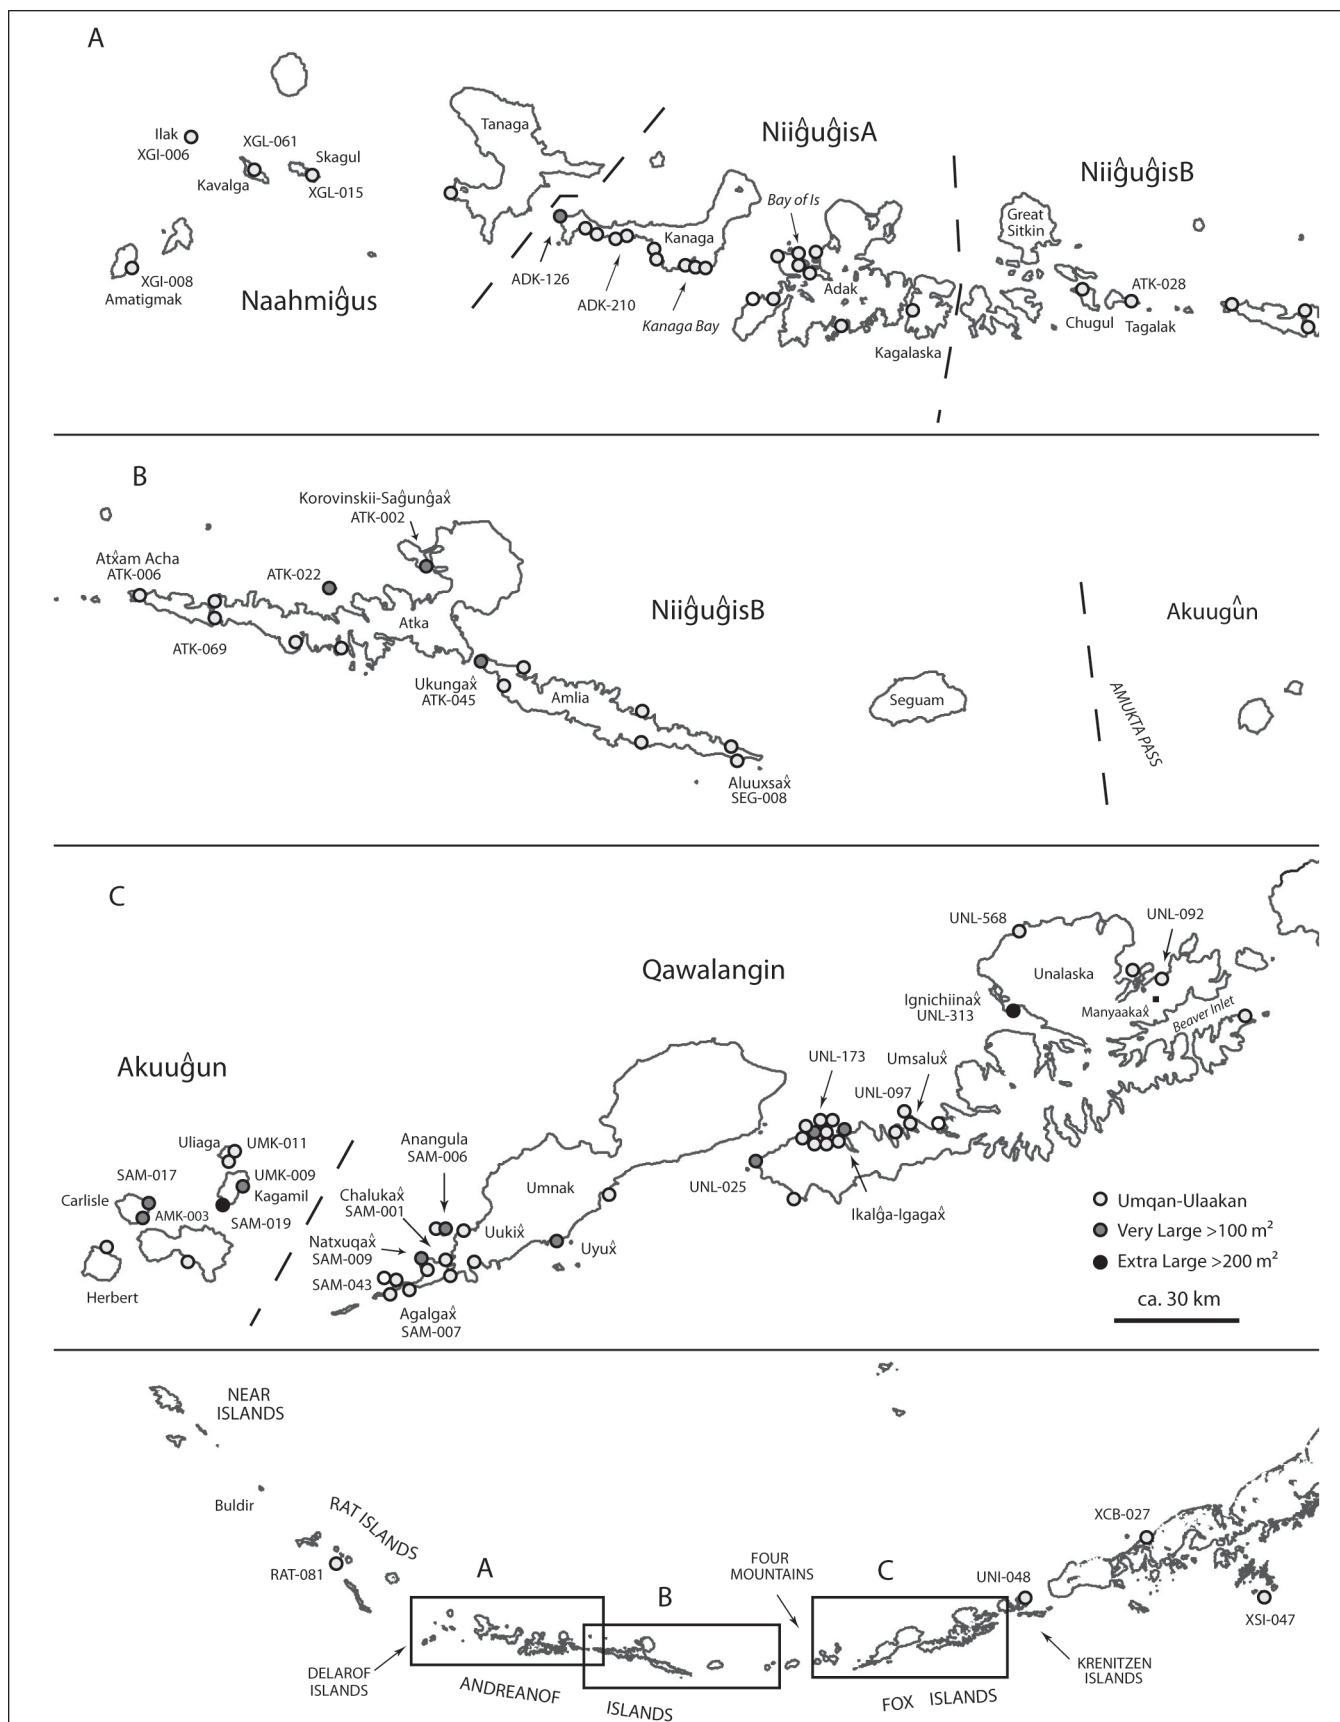 A
Ilak
XGI-006
XGL-061
Kavalga
Skagul
XGL-015
XGI-008
Amatigmak
Naahmiĝus
Tanaga
NiiĝuĝisA
ADK-126
ADK-210
Kanaga
Kanaga Bay
Bay of Is
Adak
Kagalaska
NiiĝuĝisB
Great
Sitkin
Chugul
ATK-028
Tagalak
B
Korovinskii-Saĝunĝax̂
ATK-002
Atx̂am Acha
ATK-006
ATK-022
ATK-069
Atka
NiiĝuĝisB
Ukungax̂
ATK-045
Amlia
Aluuxsax̂
SEG-008
Seguam
AMUKTA PASS
Akuugûn
C
Akuuĝun
Qawalangin
UNL-568
UNL-092
Unalaska
Ignichiinax̂
UNL-313
Manyaakax̂
Beaver Inlet
UNL-173
Umsalux̂
UNL-097
UNL-025
Ikalĝa-Igagax̂
Uliaga
UMK-011
UMK-009
Kagamil
SAM-017
Carlisle
AMK-003
SAM-019
Herbert
Anangula
SAM-006
Chalukax̂
SAM-001
Natxuqax̂
SAM-009
SAM-043
Agalgax̂
SAM-007
Umnak
Uukix̂
Uyux̂
Umqan-Ulaakan
Very Large >100 m²
Extra Large >200 m²
ca. 30 km
NEAR
ISLANDS
Buldir
RAT ISLANDS
RAT-081
DELAROF
ISLANDS
A
ANDREANOF
B
ISLANDS
FOUR
MOUNTAINS
C
FOX ISLANDS
UNI-048
XCB-027
XSI-047
KRENITZEN
ISLANDS